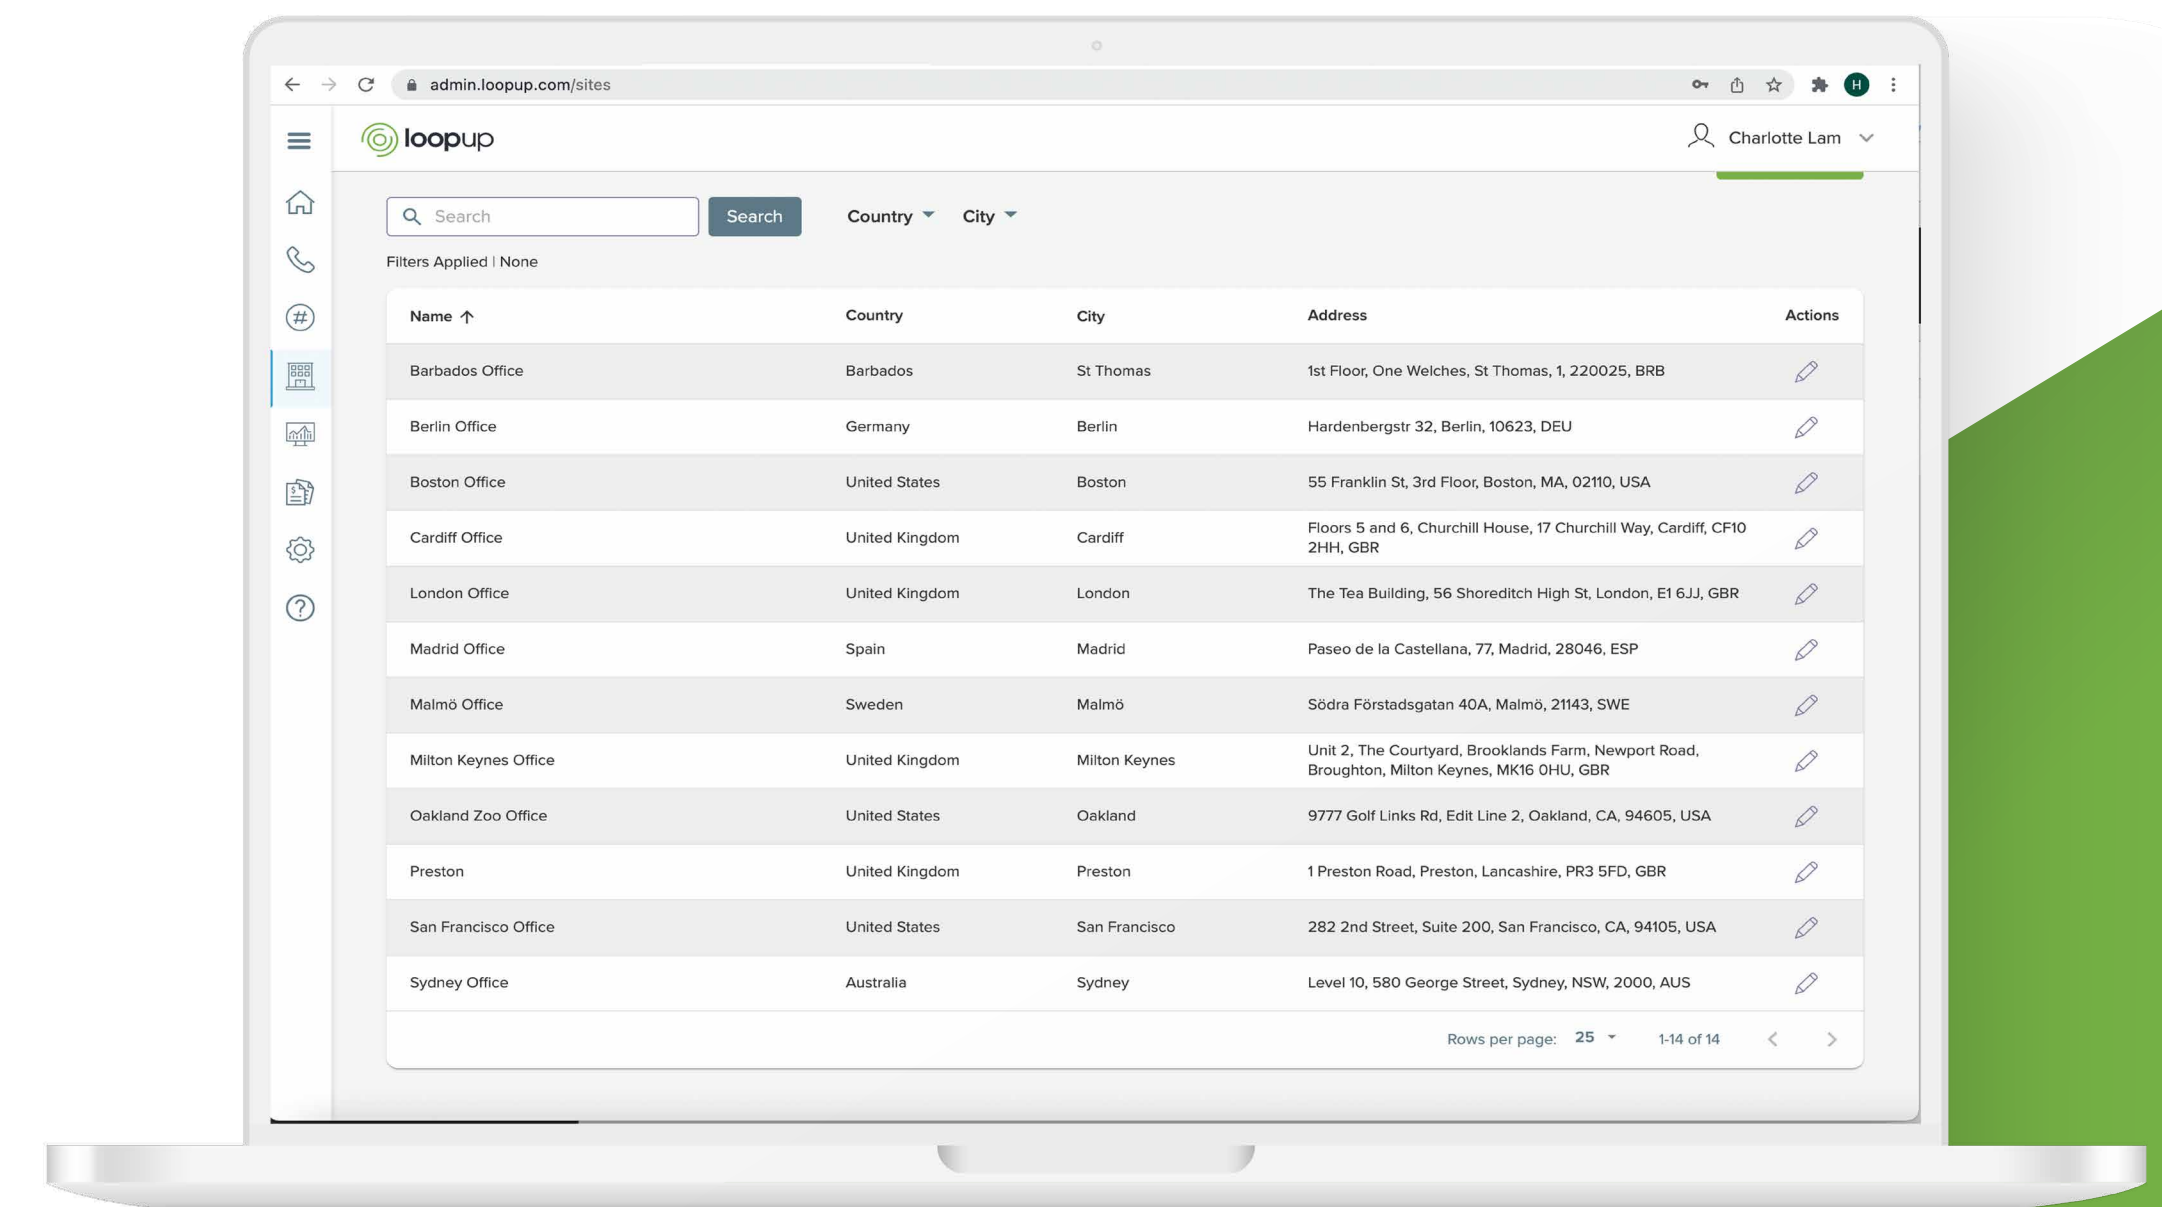 admin.loopup.com/sites
H
loopup
Charlotte Lam
Search
Search
Country
City
Filters Applied | None
Name Country City Address Actions
Barbados Office Barbados St Thomas 1st Floor, One Welches, St Thomas, 1, 220025, BRB
Berlin Office Germany Berlin Hardenbergstr 32, Berlin, 10623, DEU
Boston Office United States Boston 55 Franklin St, 3rd Floor, Boston, MA, 02110, USA
Cardiff Office United Kingdom Cardiff Floors 5 and 6, Churchill House, 17 Churchill Way, Cardiff, CF10
2HH, GBR
London Office United Kingdom London The Tea Building, 56 Shoreditch High St, London, E1 6JJ, GBR
Madrid Office Spain Madrid Paseo de la Castellana, 77, Madrid, 28046, ESP
Malmö Office Sweden Malmö Södra Förstadsgatan 40A, Malmö, 21143, SWE
Milton Keynes Office United Kingdom Milton Keynes Unit 2, The Courtyard, Brooklands Farm, Newport Road,
Broughton, Milton Keynes, MK16 0HU, GBR
Oakland Zoo Office United States Oakland 9777 Golf Links Rd, Edit Line 2, Oakland, CA, 94605, USA
Preston United Kingdom Preston 1 Preston Road, Preston, Lancashire, PR3 5FD, GBR
San Francisco Office United States San Francisco 282 2nd Street, Suite 200, San Francisco, CA, 94105, USA
Sydney Office Australia Sydney Level 10, 580 George Street, Sydney, NSW, 2000, AUS
Rows per page: 25 1-14 of 14